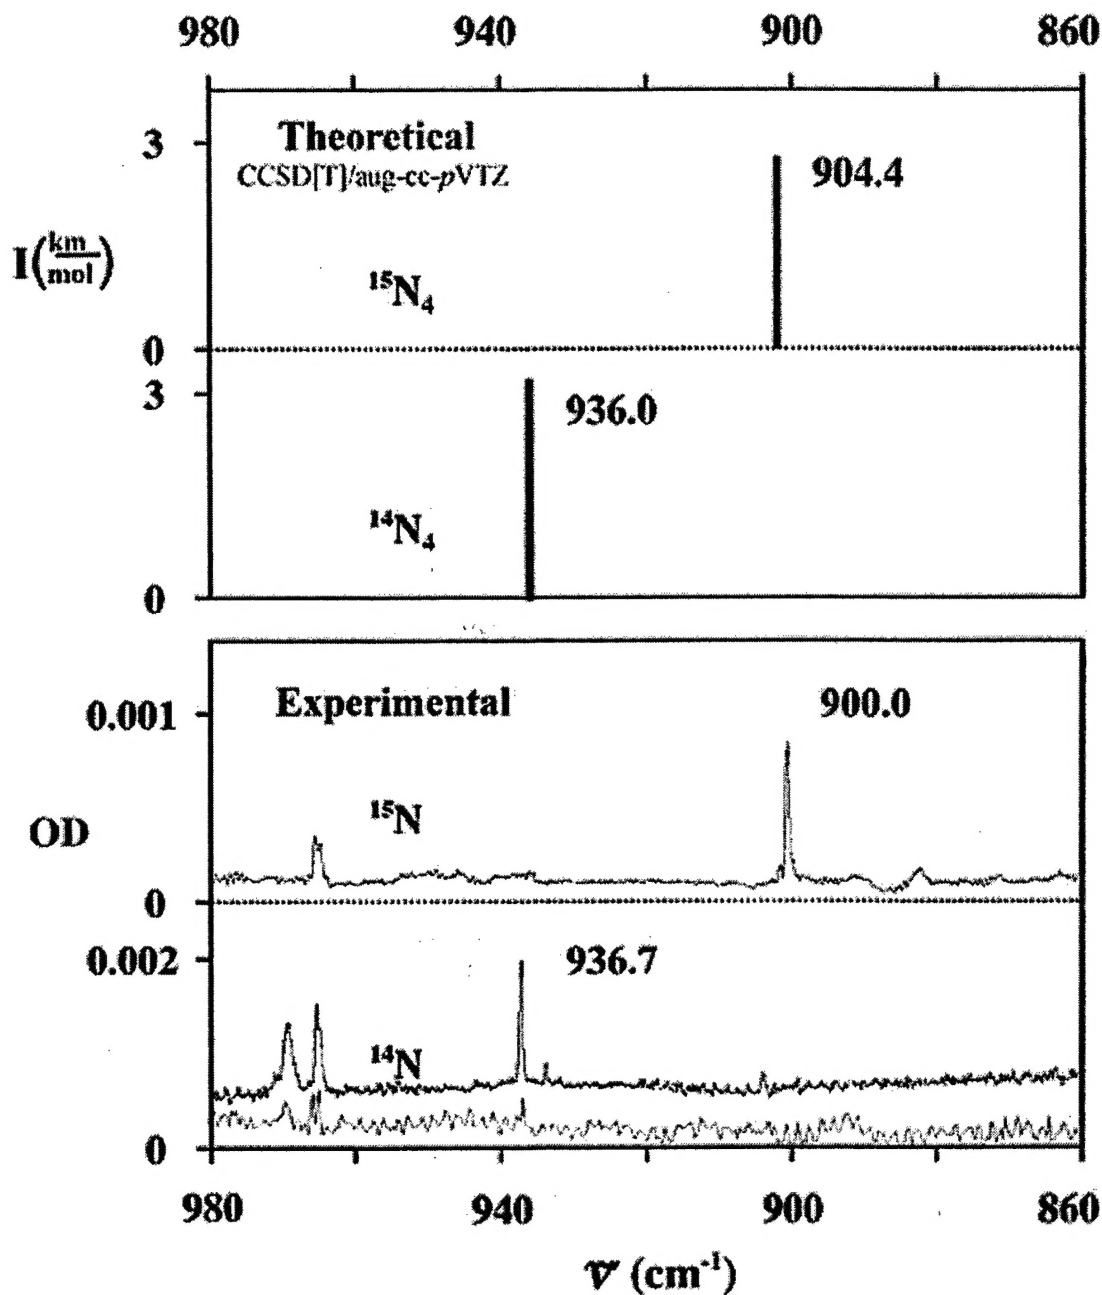 980 940 900 860
Theoretical
CCSD[T]/aug-cc-pVTZ
3
904.4
I(km/mol)
¹⁵N₄
0
3
936.0
¹⁴N₄
0
Experimental
900.0
0.001
¹⁵N
OD
0
0.002
936.7
¹⁴N
0
980 940 900 860
ṽ (cm⁻¹)